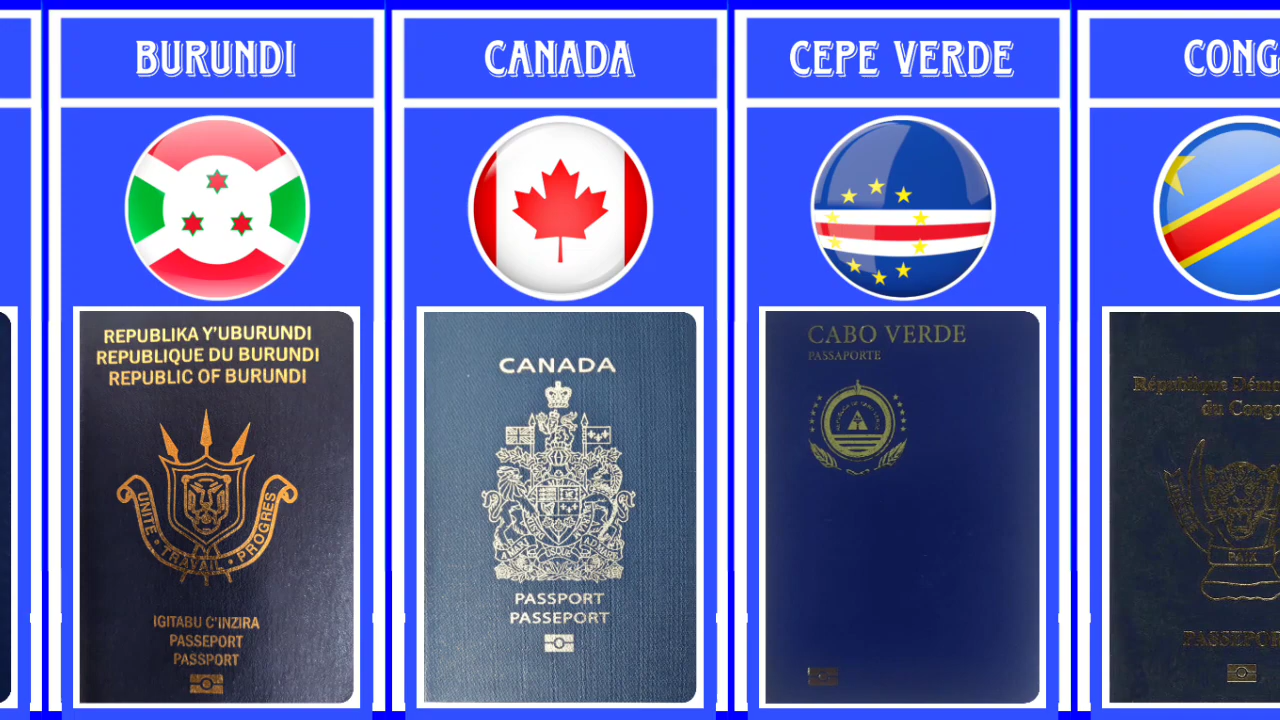 BURUNDI
CANADA
CEPE VERDE
CONG
REPUBLIKA Y'UBURUNDI
REPUBLIQUE DU BURUNDI
REPUBLIC OF BURUNDI
UNITE • TRAVAIL • PROGRES
IGITABU C'INZIRA
PASSEPORT
PASSPORT
CANADA
PASSPORT
PASSEPORT
CABO VERDE
PASSAPORTE
République Démo
du Congo
PAIX
PASSEPOR